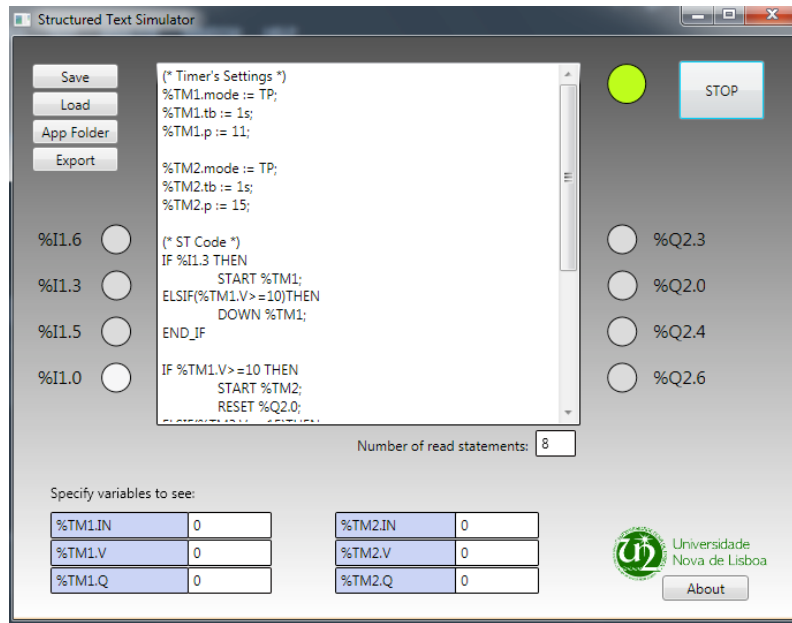 Structured Text Simulator
Save
Load
App Folder
Export
(* Timer's Settings *)
%TM1.mode := TP;
%TM1.tb := 1s;
%TM1.p := 11;
%TM2.mode := TP;
%TM2.tb := 1s;
%TM2.p := 15;
(* ST Code *)
IF %I1.3 THEN
START %TM1;
ELSIF(%TM1.V>=10)THEN
DOWN %TM1;
END_IF
IF %TM1.V>=10 THEN
START %TM2;
RESET %Q2.0;
STOP
%I1.6
%I1.3
%I1.5
%I1.0
%Q2.3
%Q2.0
%Q2.4
%Q2.6
Number of read statements: 8
Specify variables to see:
%TM1.IN 0
%TM1.V 0
%TM1.Q 0
%TM2.IN 0
%TM2.V 0
%TM2.Q 0
Universidade
Nova de Lisboa
About